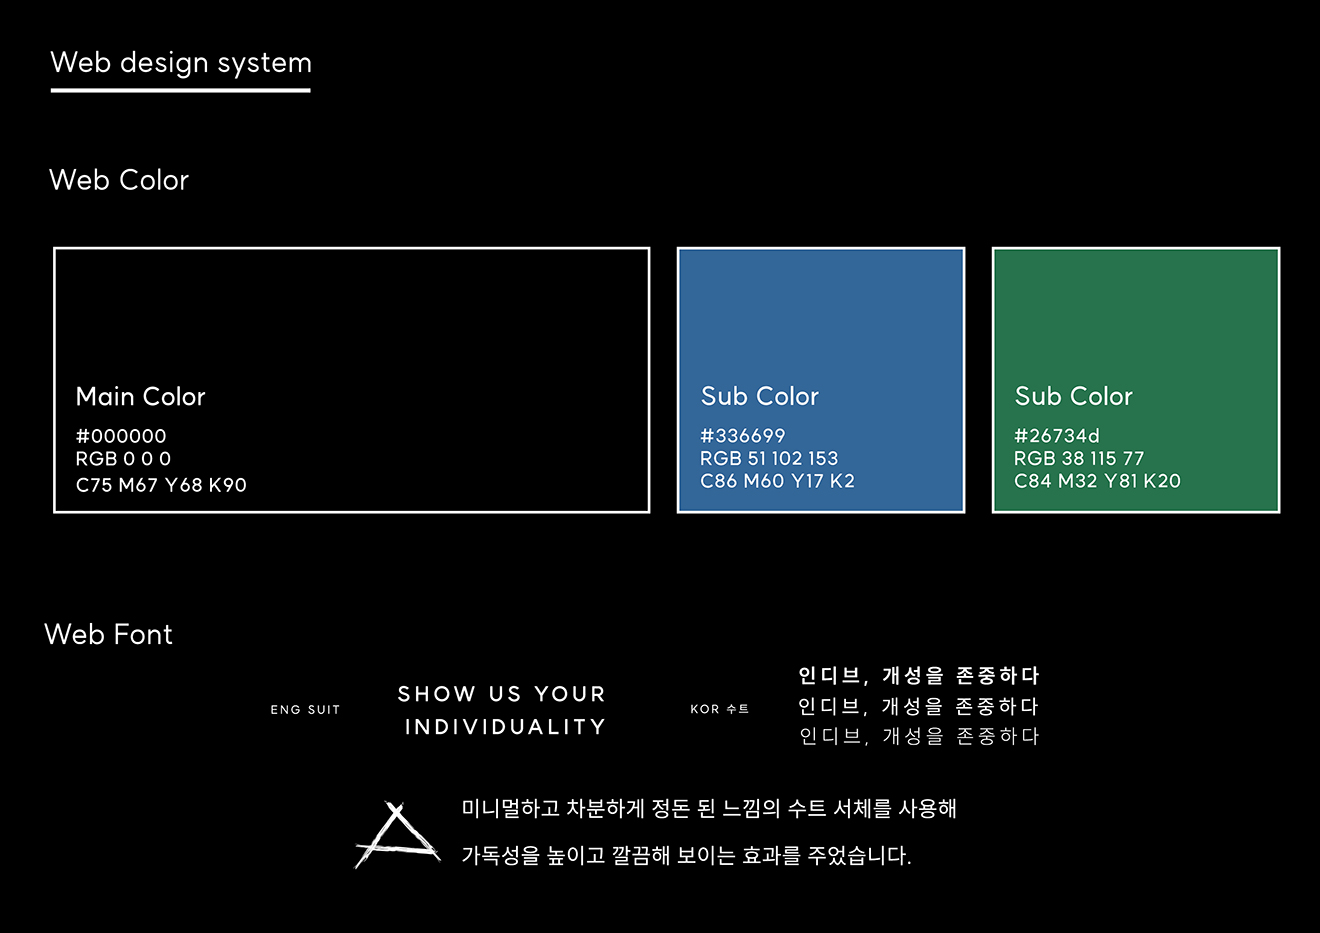 Web design system
Web Color
Main Color
#000000
RGB 0 0 0
C75 M67 Y68 K90
Sub Color
#336699
RGB 51 102 153
C86 M60 Y17 K2
Sub Color
#26734d
RGB 38 115 77
C84 M32 Y81 K20
Web Font
ENG SUIT
SHOW US YOUR
INDIVIDUALITY
KOR 수트
인디브, 개성을 존중하다
인디브, 개성을 존중하다
인디브, 개성을 존중하다
미니멀하고 차분하게 정돈 된 느낌의 수트 서체를 사용해
가독성을 높이고 깔끔해 보이는 효과를 주었습니다.